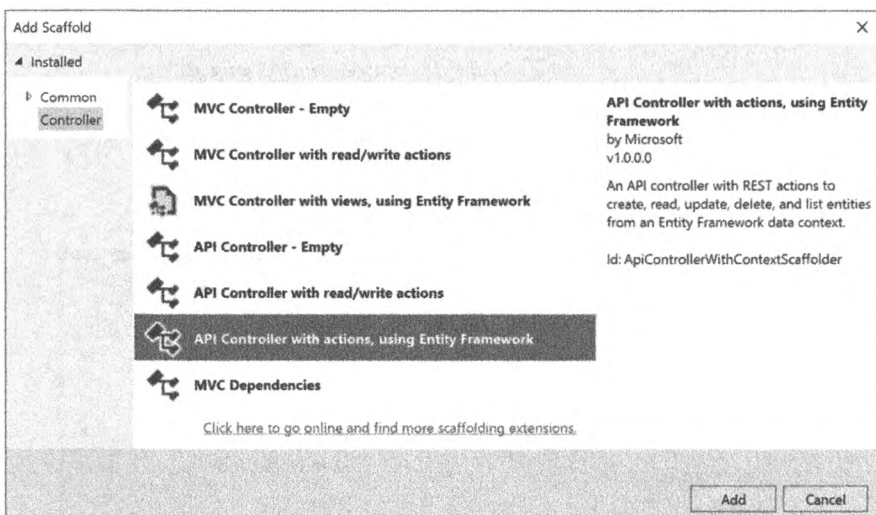 Add Scaffold
Installed
Common
Controller
MVC Controller - Empty
MVC Controller with read/write actions
MVC Controller with views, using Entity Framework
API Controller - Empty
API Controller with read/write actions
API Controller with actions, using Entity Framework
MVC Dependencies
Click here to go online and find more scaffolding extensions.
API Controller with actions, using Entity
Framework
by Microsoft
v1.0.0.0
An API controller with REST actions to
create, read, update, delete, and list entities
from an Entity Framework data context.
Id: ApiControllerWithContextScaffolder
Add
Cancel